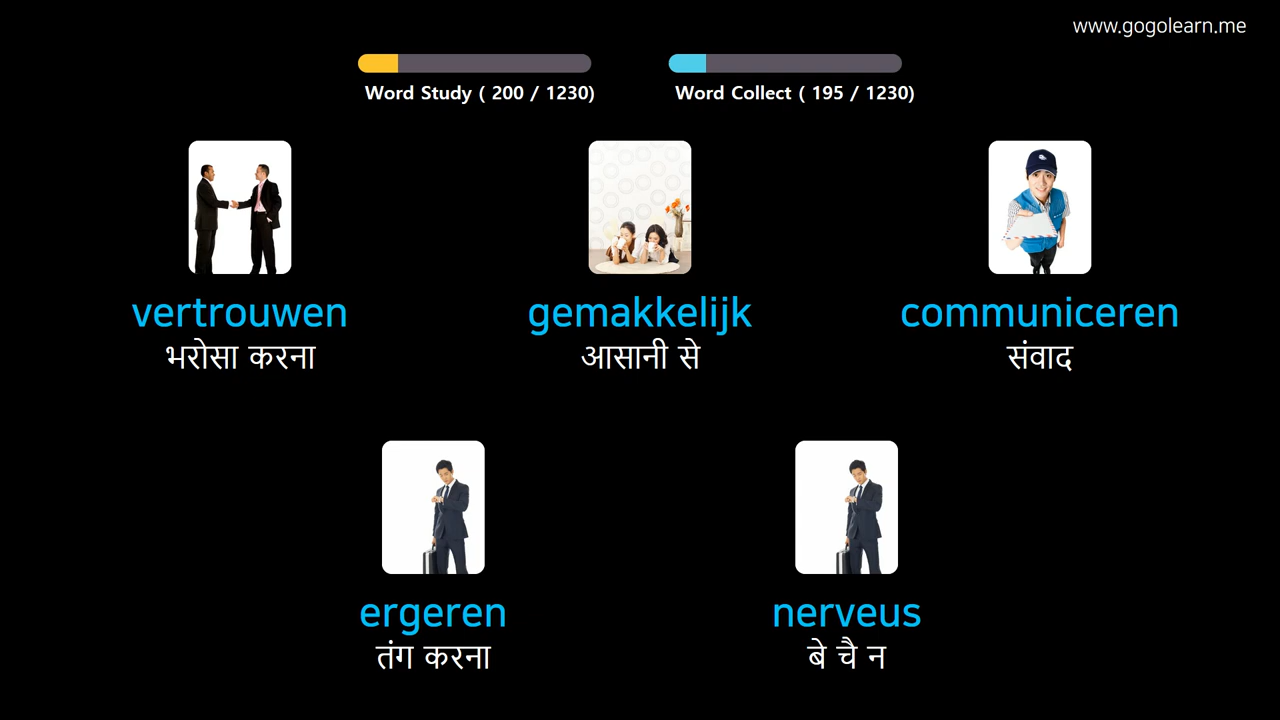 www.gogolearn.me
Word Study ( 200 / 1230)
Word Collect ( 195 / 1230)
vertrouwen
भरोसा करना
gemakkelijk
आसानी से
communiceren
संवाद
ergeren
तंग करना
nerveus
बे चै न